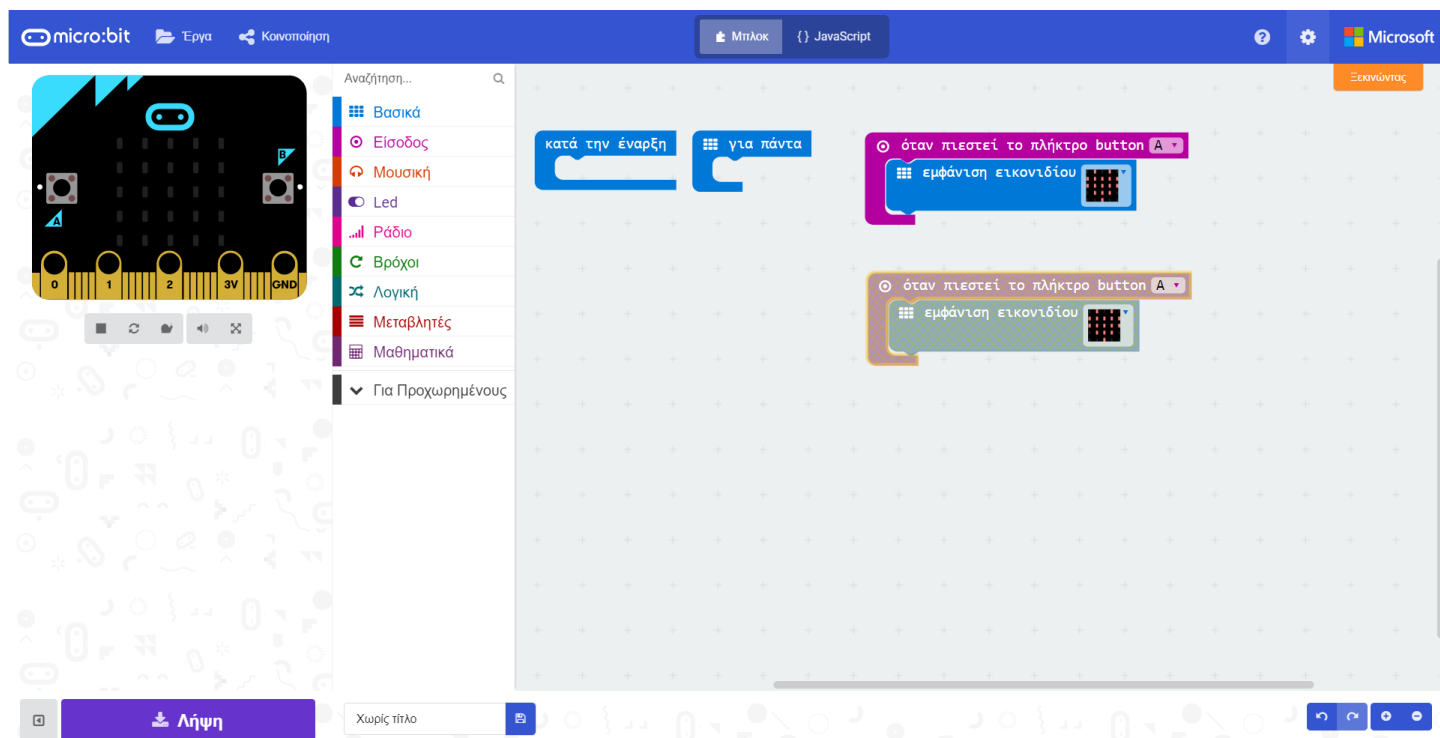 micro:bit Έργα Κοινοποίηση Μπλοκ {} JavaScript ? Microsoft
Ξεκινώντας
Αναζήτηση...
Βασικά
Είσοδος
Μουσική
Led
Ράδιο
Βρόχοι
Λογική
Μεταβλητές
Μαθηματικά
Για Προχωρημένους
B
A
0 1 2 3V GND
κατά την έναρξη
για πάντα
όταν πιεστεί το πλήκτρο button A
εμφάνιση εικονιδίου
όταν πιεστεί το πλήκτρο button A
εμφάνιση εικονιδίου
Λήψη
Χωρίς τίτλο